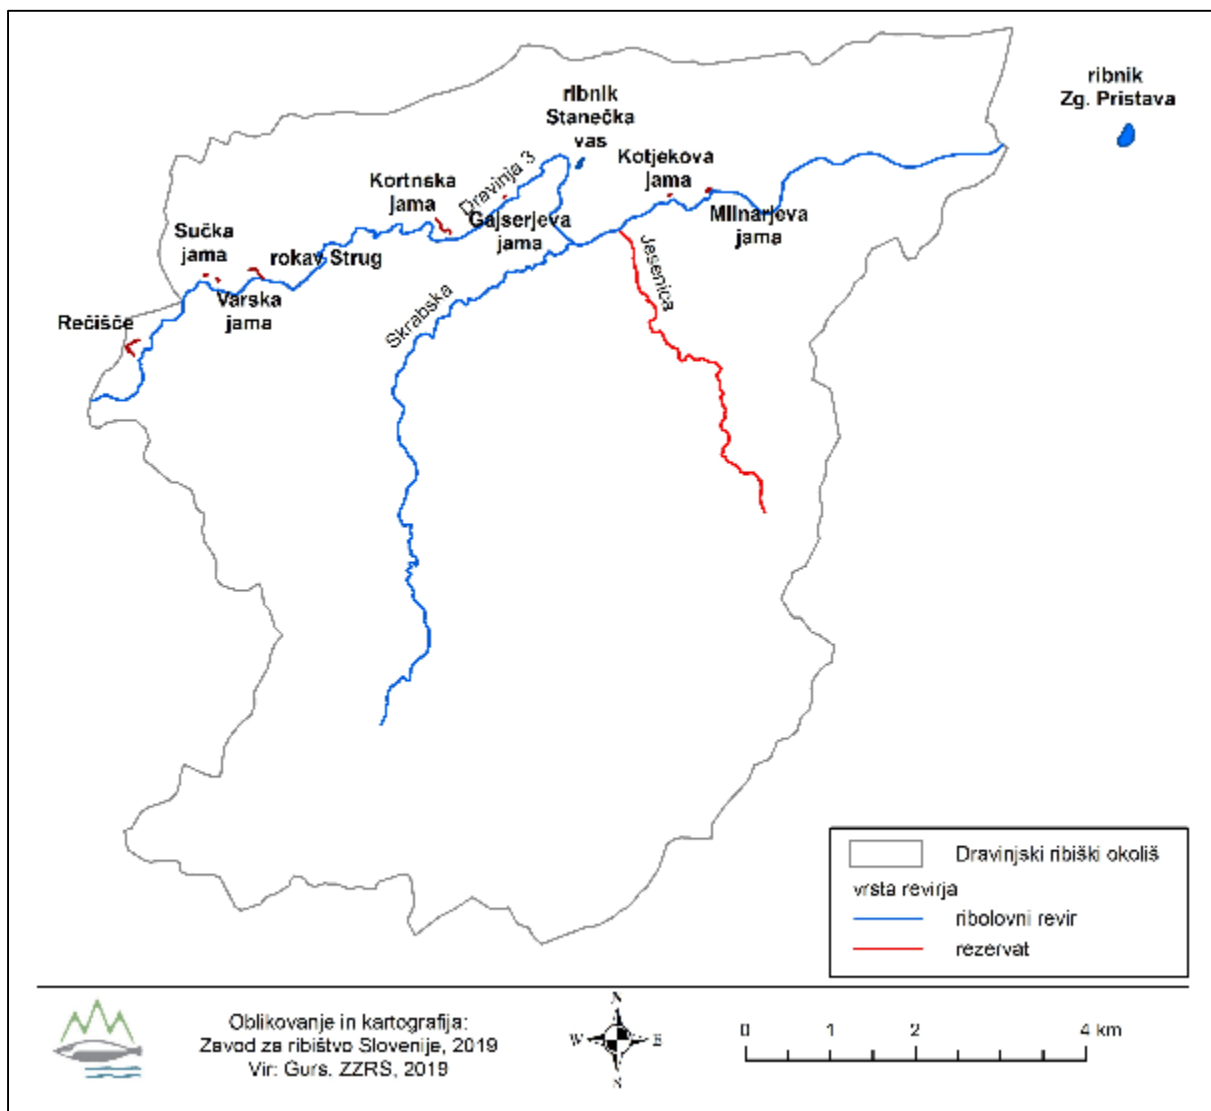 ribnik
Zg. Pristava
ribnik
Stanečka
vas
Kotjekova
jama
Mlinarjeva
jama
Dravinja 3
Kortnska
jama
Gajserjeva
jama
Sučka
jama
rokav Strug
Varska
jama
Rečišče
Jesenica
Skrabska
Dravinjski ribiški okoliš
vrsta revirja
ribolovni revir
rezervat
Oblikovanje in kartografija:
Zavod za ribištvo Slovenije, 2019
Vir: Gurs. ZZRS, 2019
N
W E
S
0 1 2 4 km